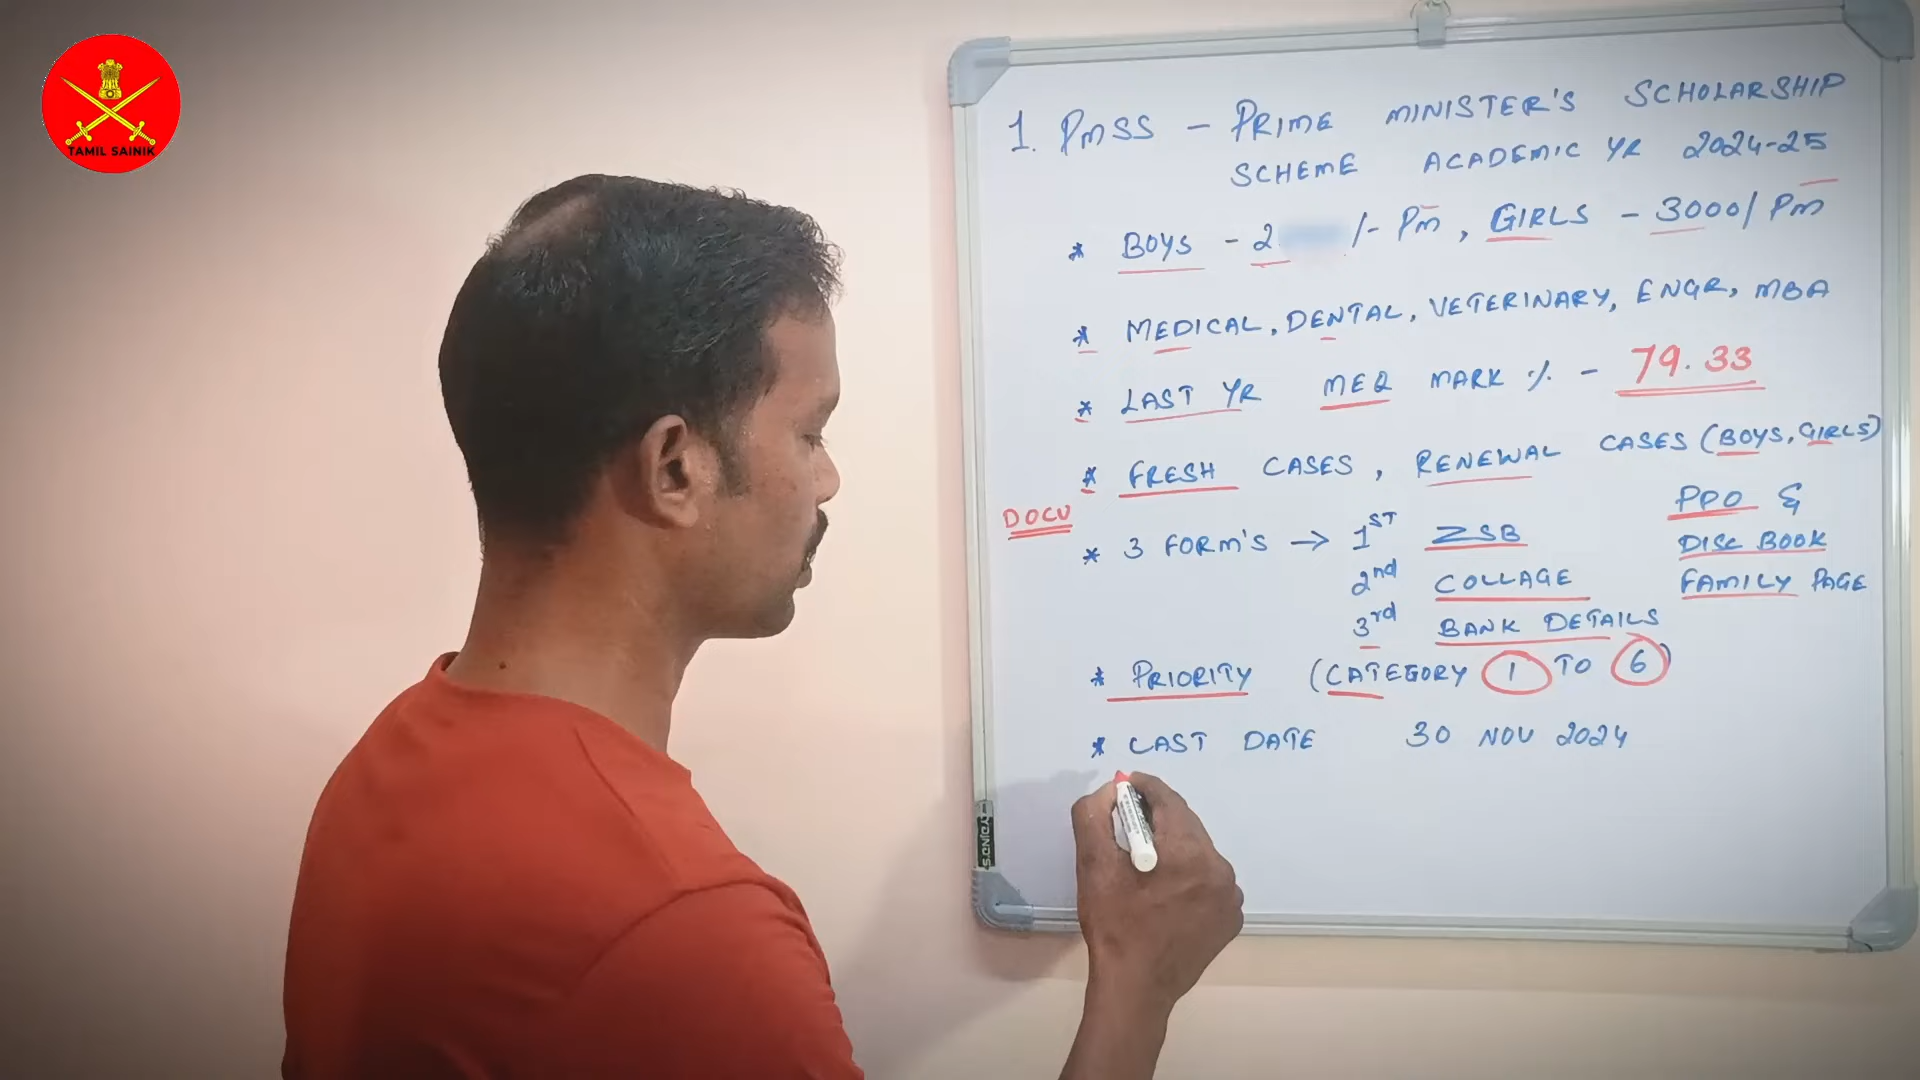 TAMIL SAINIK
1. PMSS - PRIME MINISTER'S SCHOLARSHIP
SCHEME ACADEMIC YR 2024-25
* BOYS - 2 /- PM, GIRLS - 3000/ PM
* MEDICAL, DENTAL, VETERINARY, ENGR, MBA
* LAST YR MEQ MARK % - 79.33
* FRESH CASES, RENEWAL CASES (BOYS, GIRLS)
DOCU
* 3 FORM'S → 1ST ZSB
2nd COLLAGE
3rd BANK DETAILS
PPO &
DISC BOOK
FAMILY PAGE
* PRIORITY (CATEGORY 1 TO 6)
* LAST DATE 30 NOV 2024